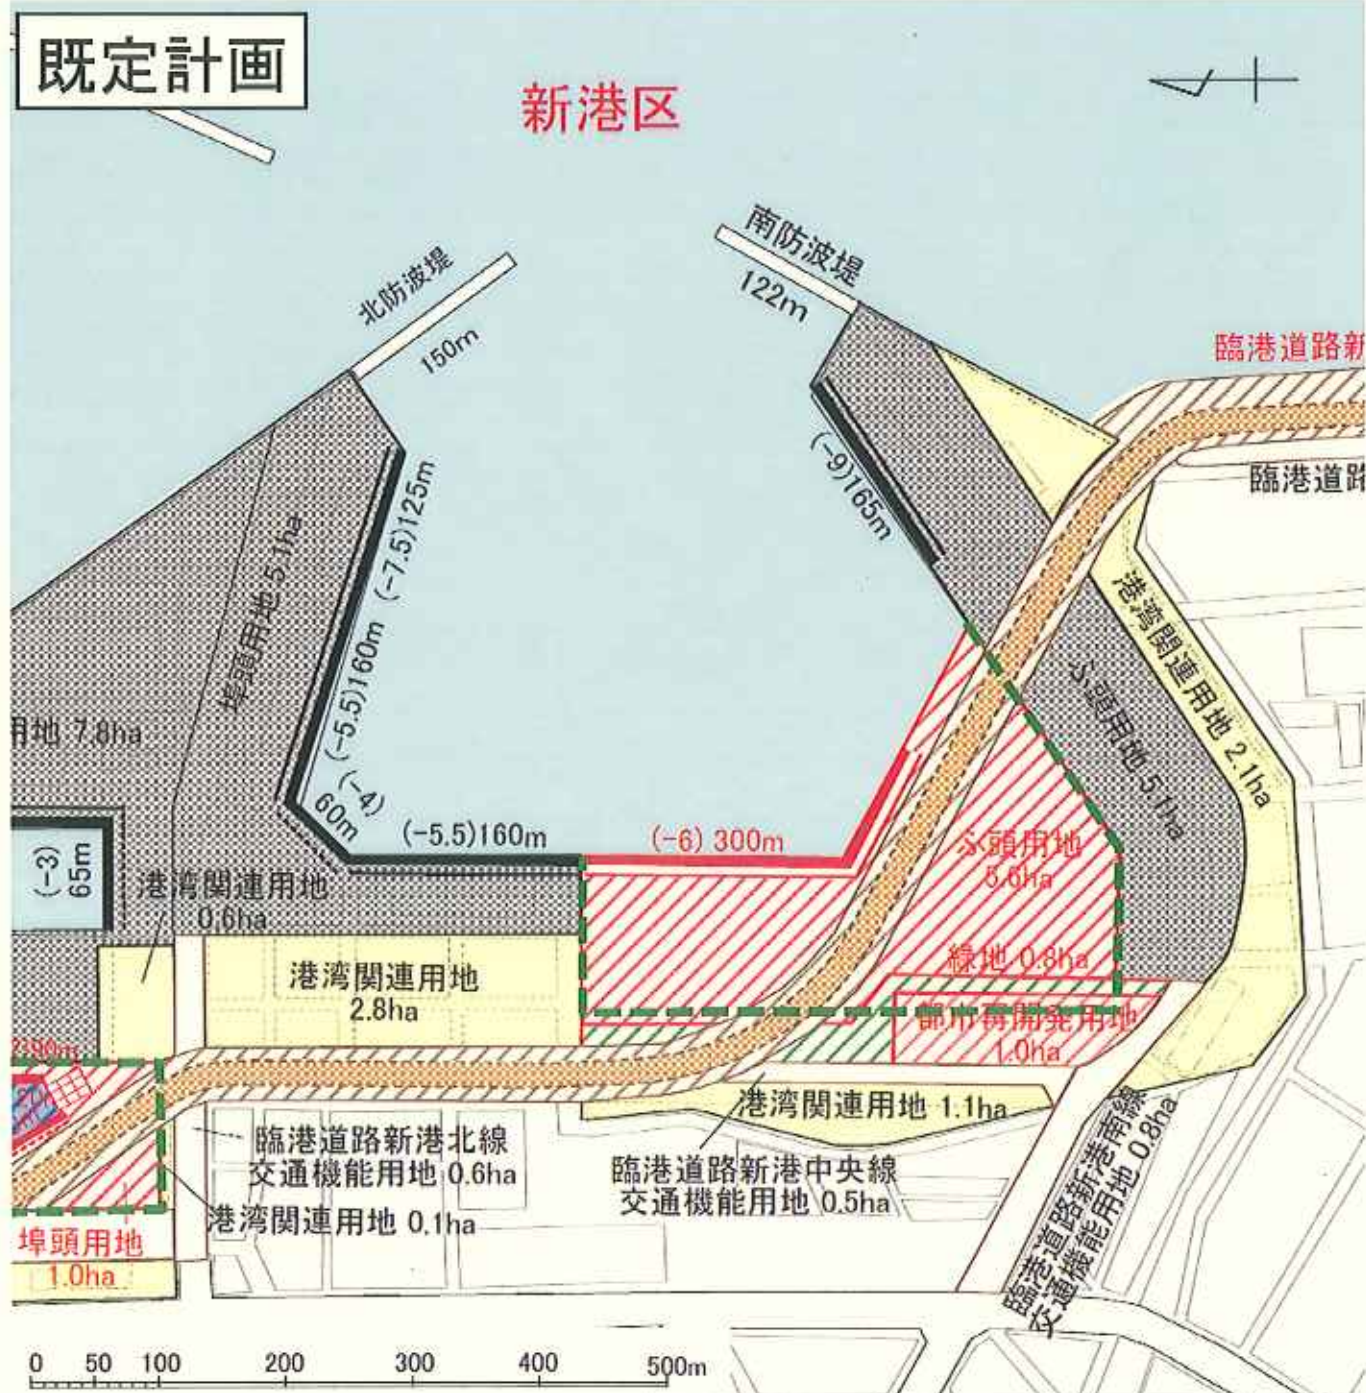 既定計画
新港区
北防波堤
150m
南防波堤
122m
臨港道路新
臨港道路
(-9)165m
(-7.5)125m
(-5.5)160m
(-4)
60m
(-5.5)160m
(-6) 300m
埠頭用地 5.1ha
用地 7.8ha
(-3)
65m
港湾関連用地
0.6ha
港湾関連用地
2.8ha
ふ頭用地
5.6ha
ふ頭用地 5.1ha
港湾関連用地 2.1ha
緑地 0.8ha
都市再開発用地
1.0ha
港湾関連用地 1.1ha
臨港道路新港北線
交通機能用地 0.6ha
臨港道路新港中央線
交通機能用地 0.5ha
臨港道路新港南線
交通機能用地 0.8ha
港湾関連用地 0.1ha
埠頭用地
1.0ha
0 50 100 200 300 400 500m